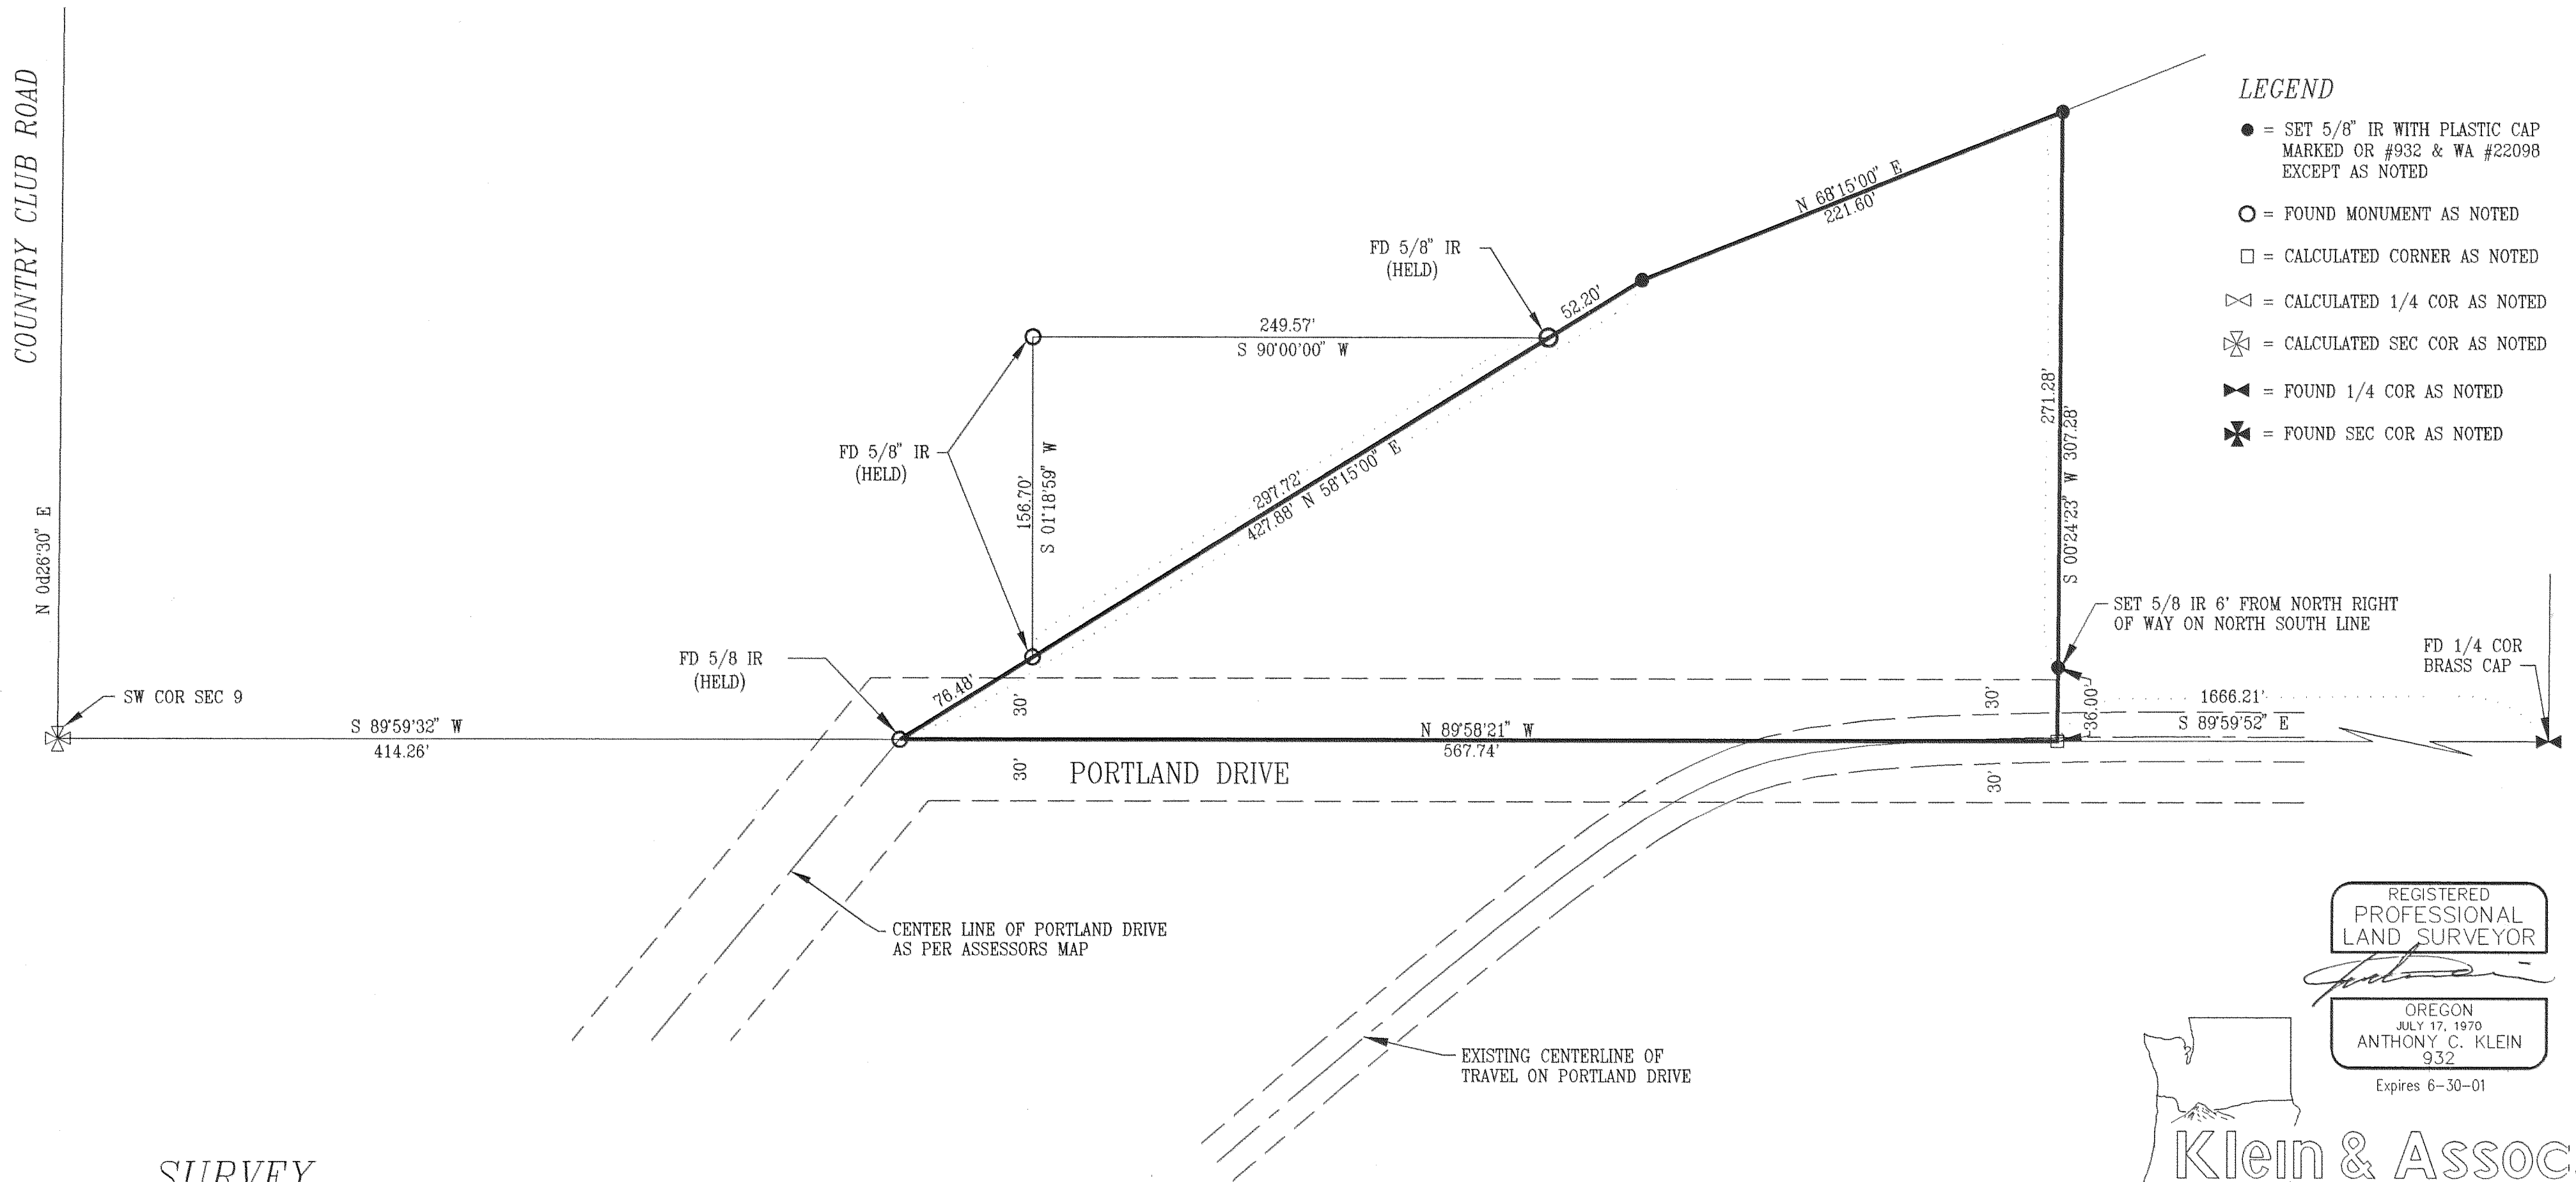 COUNTRY CLUB ROAD
N 0d26'30" E
SW COR SEC 9
S 89°59'32" W
414.26'
FD 5/8 IR
(HELD)
FD 5/8" IR
(HELD)
FD 5/8" IR
(HELD)
249.57'
S 90°00'00" W
156.70'
S 01°18'59" W
76.48'
297.72'
427.88' N 58°15'00" E
52.20'
N 68°15'00" E
221.60'
271.28'
S 00°24'23" W 307.28'
SET 5/8 IR 6' FROM NORTH RIGHT
OF WAY ON NORTH SOUTH LINE
FD 1/4 COR
BRASS CAP
36.00'
1666.21'
S 89°59'52" E
30'
30'
N 89°58'21" W
567.74'
30'
30'
PORTLAND DRIVE
CENTER LINE OF PORTLAND DRIVE
AS PER ASSESSORS MAP
EXISTING CENTERLINE OF
TRAVEL ON PORTLAND DRIVE
LEGEND
= SET 5/8" IR WITH PLASTIC CAP
MARKED OR #932 & WA #22098
EXCEPT AS NOTED
= FOUND MONUMENT AS NOTED
= CALCULATED CORNER AS NOTED
= CALCULATED 1/4 COR AS NOTED
= CALCULATED SEC COR AS NOTED
= FOUND 1/4 COR AS NOTED
= FOUND SEC COR AS NOTED
REGISTERED
PROFESSIONAL
LAND SURVEYOR
OREGON
JULY 17, 1970
ANTHONY C. KLEIN
932
Expires 6-30-01
Klein & Assoc
SURVEY